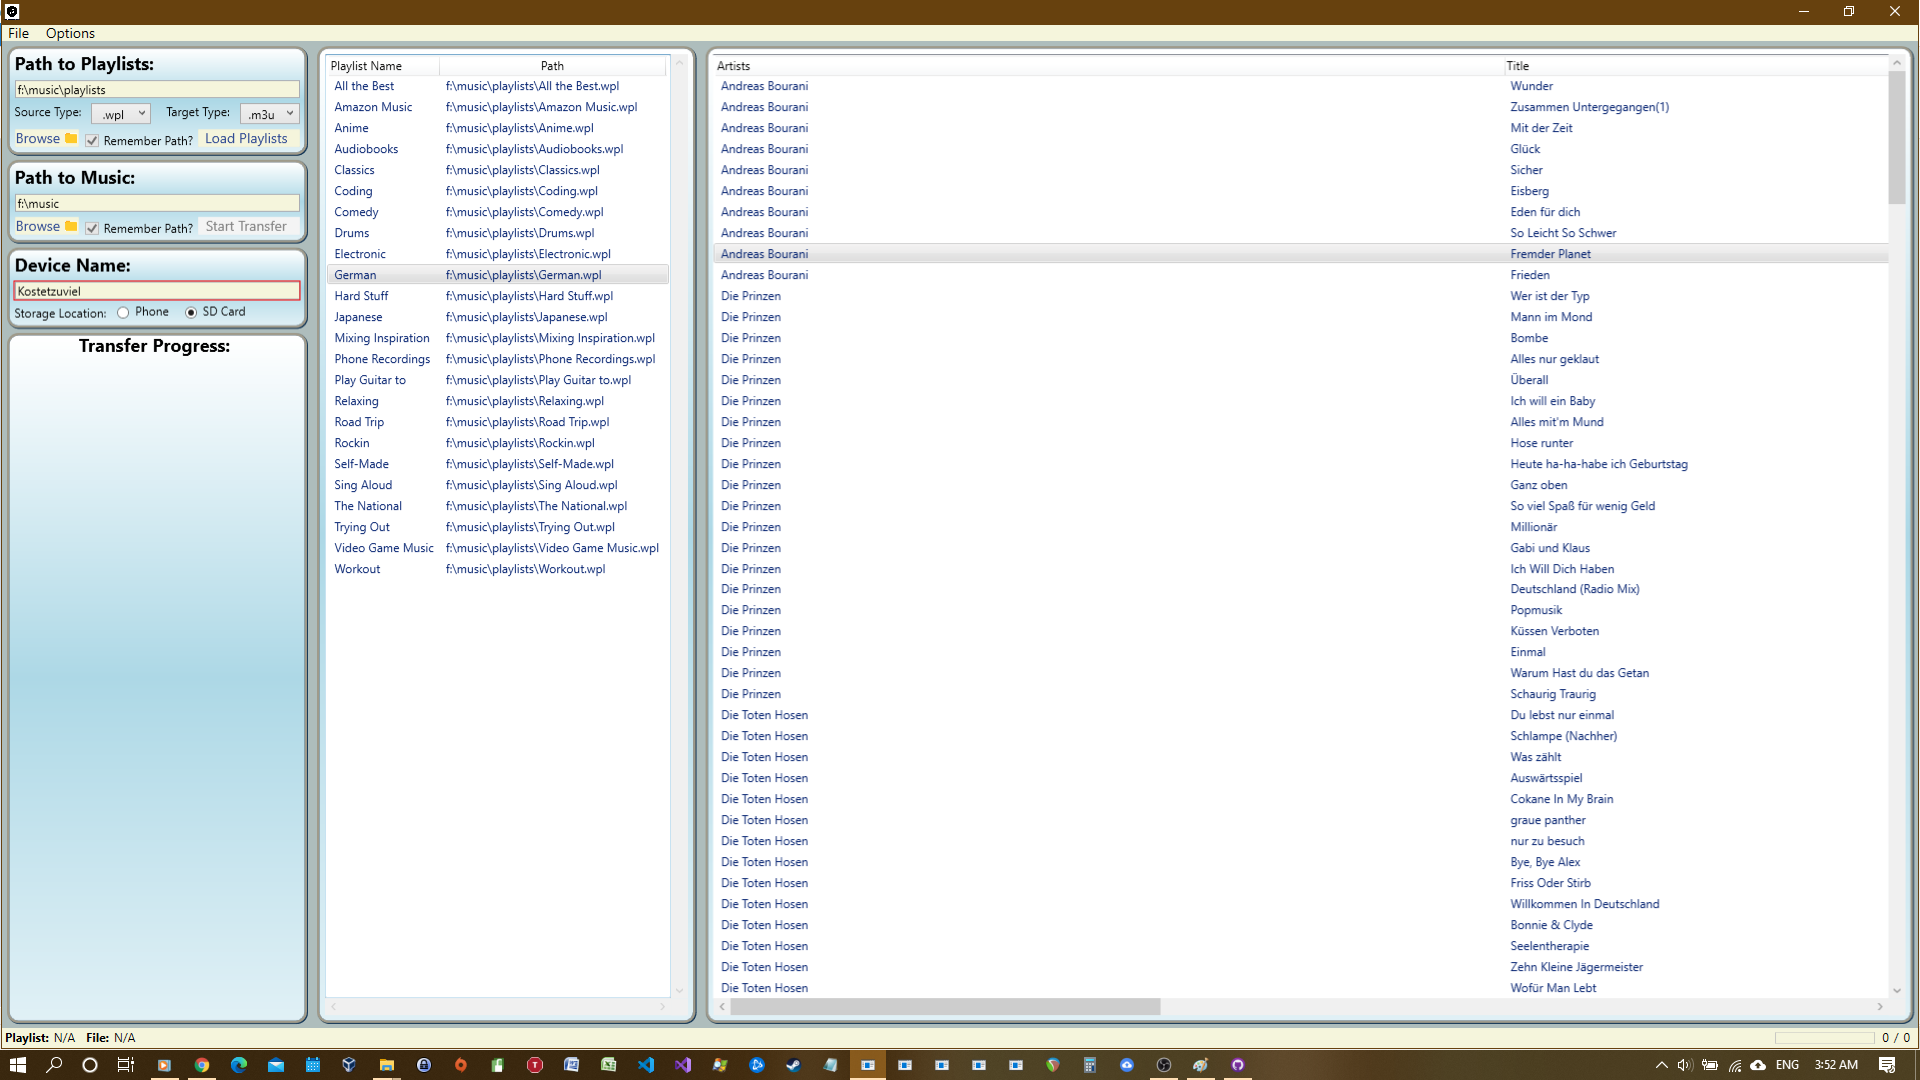 File Options
Path to Playlists:
f:\music\playlists
Source Type: .wpl Target Type: .m3u
Browse Remember Path? Load Playlists
Path to Music:
f:\music
Browse Remember Path? Start Transfer
Device Name:
Kostetzuviel
Storage Location: Phone SD Card
Transfer Progress:
Playlist Name Path
All the Best f:\music\playlists\All the Best.wpl
Amazon Music f:\music\playlists\Amazon Music.wpl
Anime f:\music\playlists\Anime.wpl
Audiobooks f:\music\playlists\Audiobooks.wpl
Classics f:\music\playlists\Classics.wpl
Coding f:\music\playlists\Coding.wpl
Comedy f:\music\playlists\Comedy.wpl
Drums f:\music\playlists\Drums.wpl
Electronic f:\music\playlists\Electronic.wpl
German f:\music\playlists\German.wpl
Hard Stuff f:\music\playlists\Hard Stuff.wpl
Japanese f:\music\playlists\Japanese.wpl
Mixing Inspiration f:\music\playlists\Mixing Inspiration.wpl
Phone Recordings f:\music\playlists\Phone Recordings.wpl
Play Guitar to f:\music\playlists\Play Guitar to.wpl
Relaxing f:\music\playlists\Relaxing.wpl
Road Trip f:\music\playlists\Road Trip.wpl
Rockin f:\music\playlists\Rockin.wpl
Self-Made f:\music\playlists\Self-Made.wpl
Sing Aloud f:\music\playlists\Sing Aloud.wpl
The National f:\music\playlists\The National.wpl
Trying Out f:\music\playlists\Trying Out.wpl
Video Game Music f:\music\playlists\Video Game Music.wpl
Workout f:\music\playlists\Workout.wpl
Artists Title
Andreas Bourani Wunder
Andreas Bourani Zusammen Untergegangen(1)
Andreas Bourani Mit der Zeit
Andreas Bourani Glück
Andreas Bourani Sicher
Andreas Bourani Eisberg
Andreas Bourani Eden für dich
Andreas Bourani So Leicht So Schwer
Andreas Bourani Fremder Planet
Andreas Bourani Frieden
Die Prinzen Wer ist der Typ
Die Prinzen Mann im Mond
Die Prinzen Bombe
Die Prinzen Alles nur geklaut
Die Prinzen Überall
Die Prinzen Ich will ein Baby
Die Prinzen Alles mit'm Mund
Die Prinzen Hose runter
Die Prinzen Heute ha-ha-habe ich Geburtstag
Die Prinzen Ganz oben
Die Prinzen So viel Spaß für wenig Geld
Die Prinzen Millionär
Die Prinzen Gabi und Klaus
Die Prinzen Ich Will Dich Haben
Die Prinzen Deutschland (Radio Mix)
Die Prinzen Popmusik
Die Prinzen Küssen Verboten
Die Prinzen Einmal
Die Prinzen Warum Hast du das Getan
Die Prinzen Schaurig Traurig
Die Toten Hosen Du lebst nur einmal
Die Toten Hosen Schlampe (Nachher)
Die Toten Hosen Was zählt
Die Toten Hosen Auswärtsspiel
Die Toten Hosen Cokane In My Brain
Die Toten Hosen graue panther
Die Toten Hosen nur zu besuch
Die Toten Hosen Bye, Bye Alex
Die Toten Hosen Friss Oder Stirb
Die Toten Hosen Willkommen In Deutschland
Die Toten Hosen Bonnie & Clyde
Die Toten Hosen Seelentherapie
Die Toten Hosen Zehn Kleine Jägermeister
Die Toten Hosen Wofür Man Lebt
Playlist: N/A File: N/A 0 / 0
ENG 3:52 AM